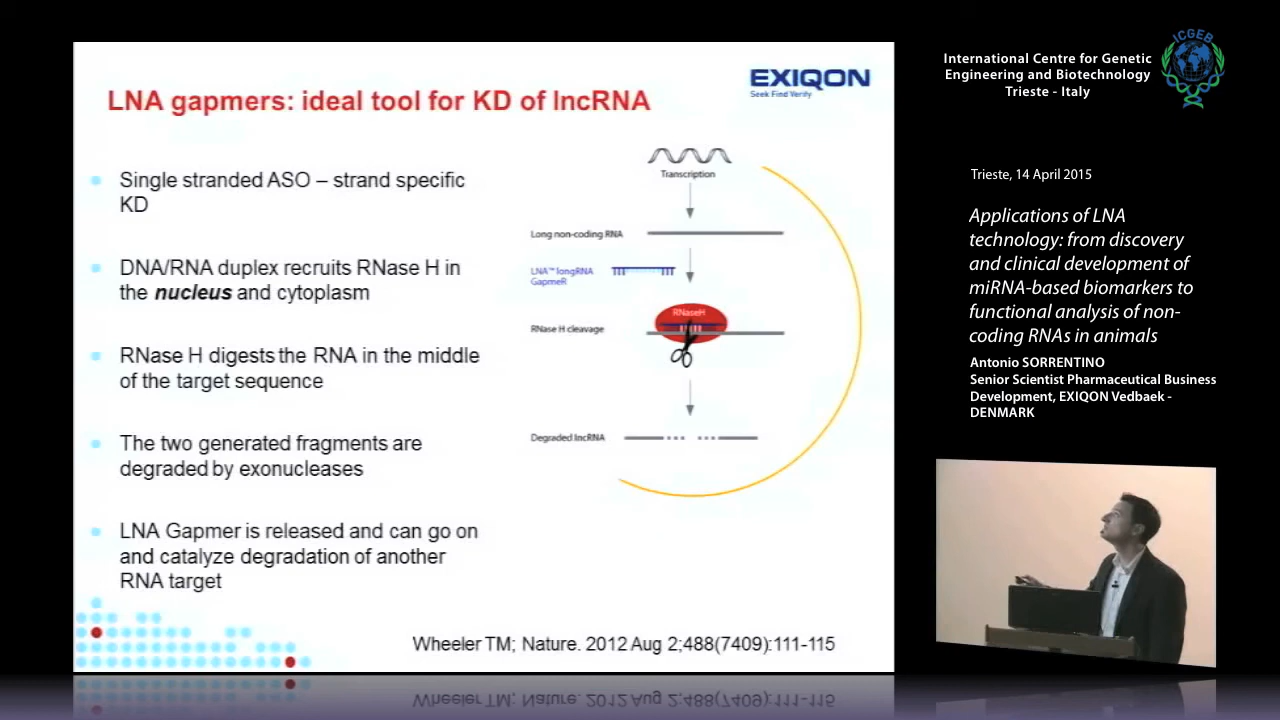 LNA gapmers: ideal tool for KD of lncRNA
EXIQON
Seek Find Verify
Single stranded ASO – strand specific
KD
DNA/RNA duplex recruits RNase H in
the nucleus and cytoplasm
RNase H digests the RNA in the middle
of the target sequence
The two generated fragments are
degraded by exonucleases
LNA Gapmer is released and can go on
and catalyze degradation of another
RNA target
Transcription
Long non-coding RNA
LNA™ longRNA
GapmeR
RNaseH
RNase H cleavage
Degraded lncRNA
Wheeler TM; Nature. 2012 Aug 2;488(7409):111-115
International Centre for Genetic
Engineering and Biotechnology
Trieste - Italy
ICGEB
Trieste, 14 April 2015
Applications of LNA
technology: from discovery
and clinical development of
miRNA-based biomarkers to
functional analysis of non-
coding RNAs in animals
Antonio SORRENTINO
Senior Scientist Pharmaceutical Business
Development, EXIQON Vedbaek -
DENMARK